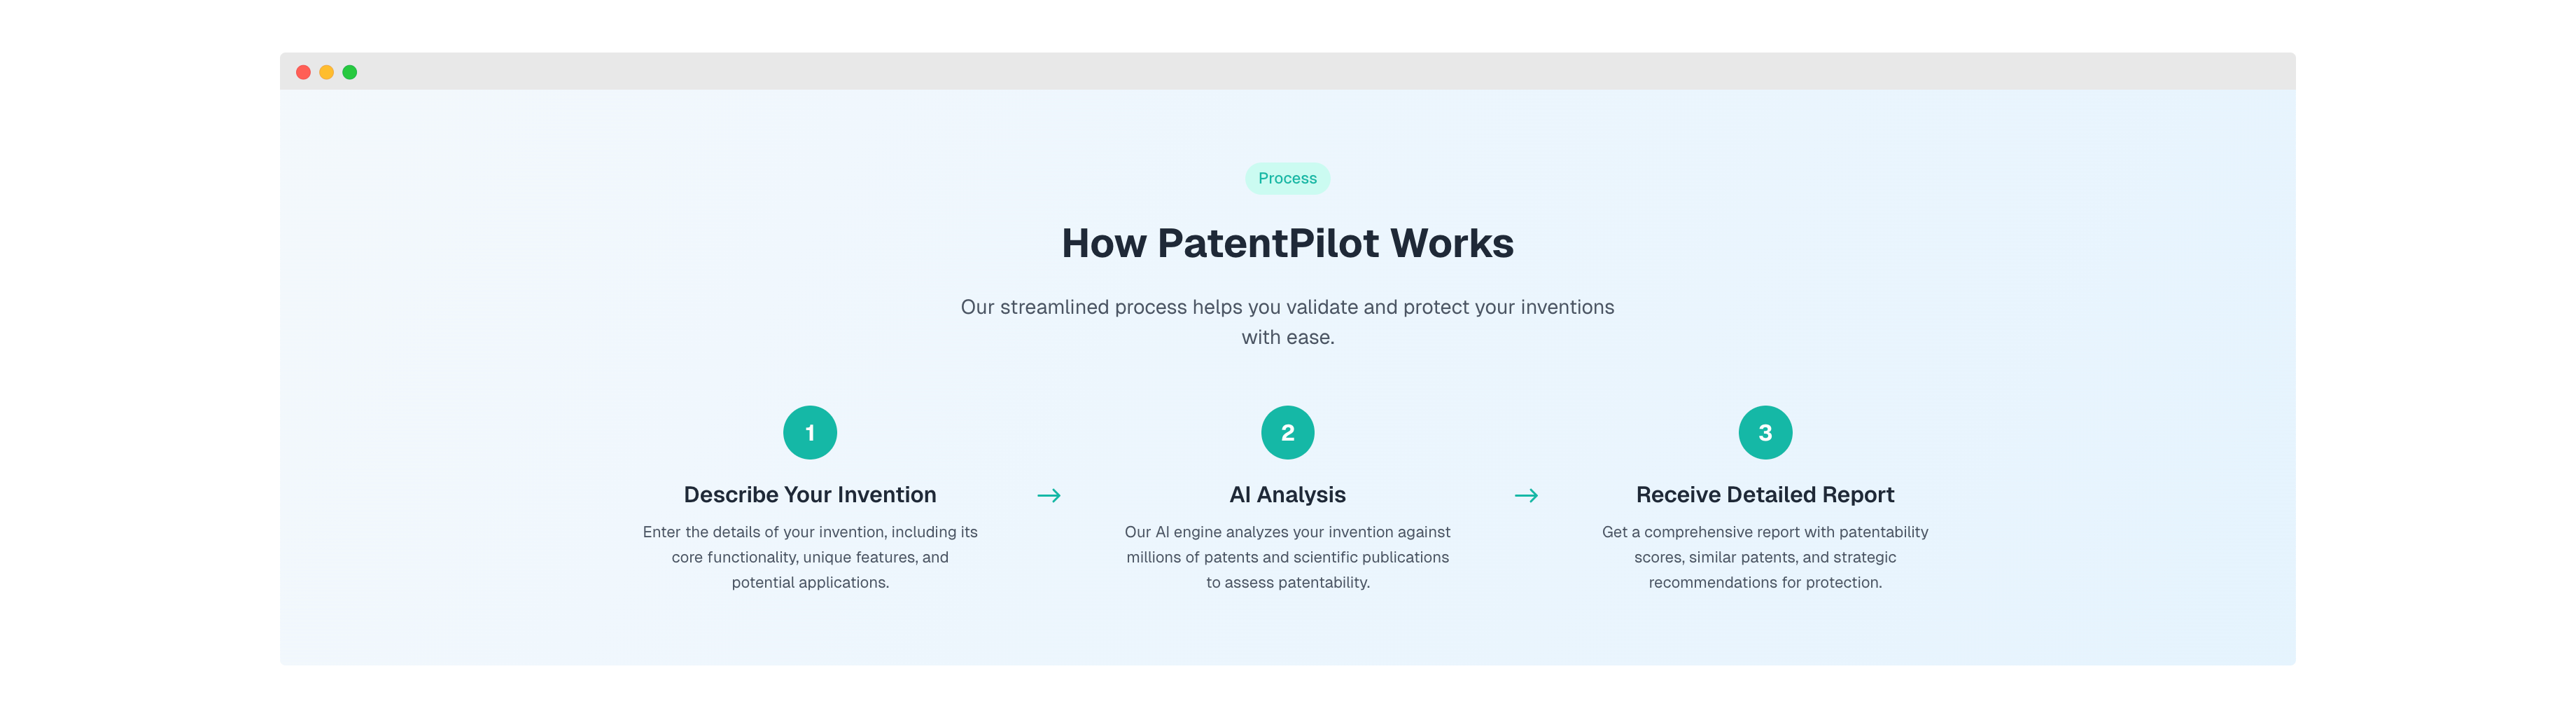 Process
How PatentPilot Works
Our streamlined process helps you validate and protect your inventions
with ease.
1
Describe Your Invention
Enter the details of your invention, including its
core functionality, unique features, and
potential applications.
→
2
AI Analysis
Our AI engine analyzes your invention against
millions of patents and scientific publications
to assess patentability.
→
3
Receive Detailed Report
Get a comprehensive report with patentability
scores, similar patents, and strategic
recommendations for protection.